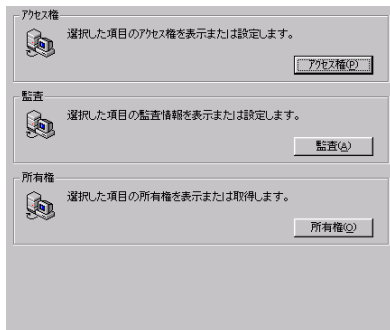 アクセス権
選択した項目のアクセス権を表示または設定します。
アクセス権(P)
監査
選択した項目の監査情報を表示または設定します。
監査(A)
所有権
選択した項目の所有権を表示または取得します。
所有権(O)